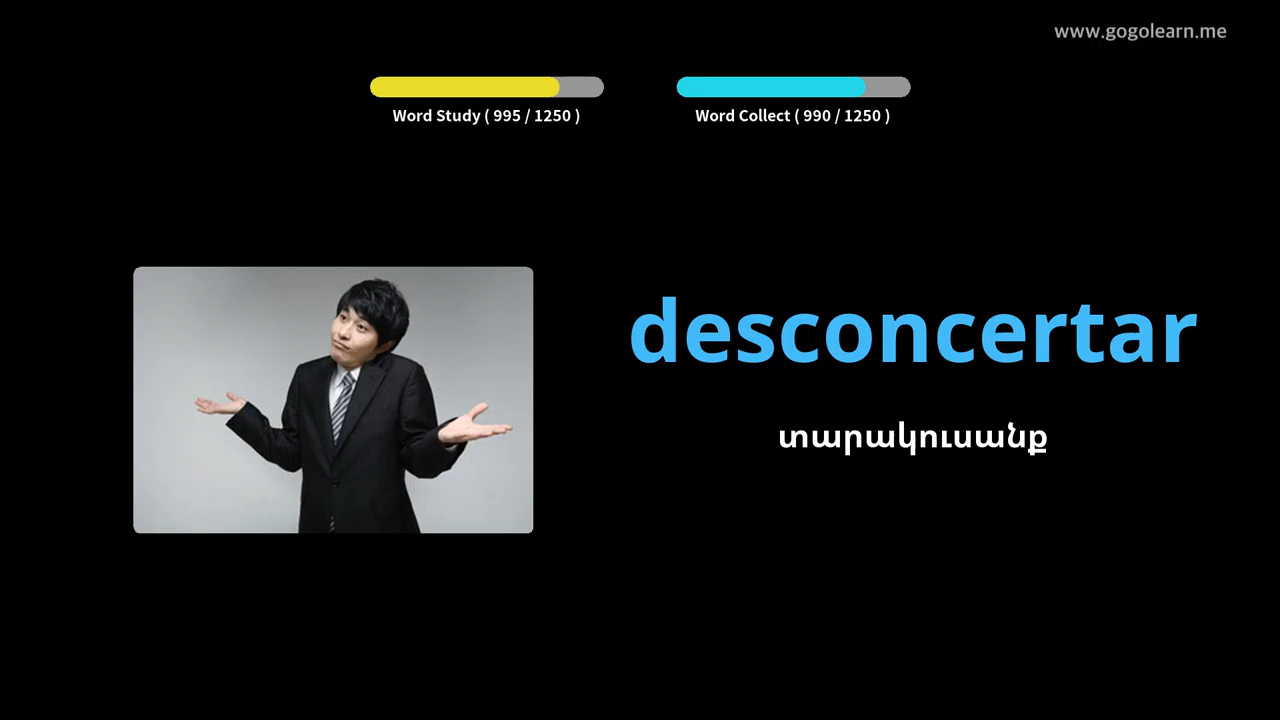 www.gogolearn.me
Word Study ( 995 / 1250 )
Word Collect ( 990 / 1250 )
desconcertar
տարակուսանք